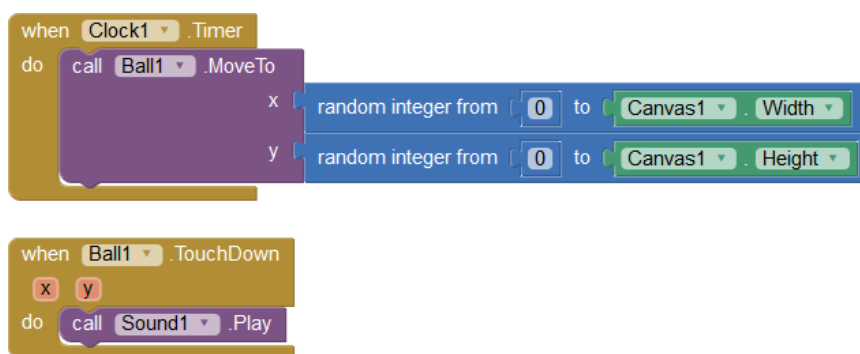 when Clock1 .Timer
do call Ball1 .MoveTo
x random integer from 0 to Canvas1 . Width
y random integer from 0 to Canvas1 . Height
when Ball1 .TouchDown
x y
do call Sound1 .Play